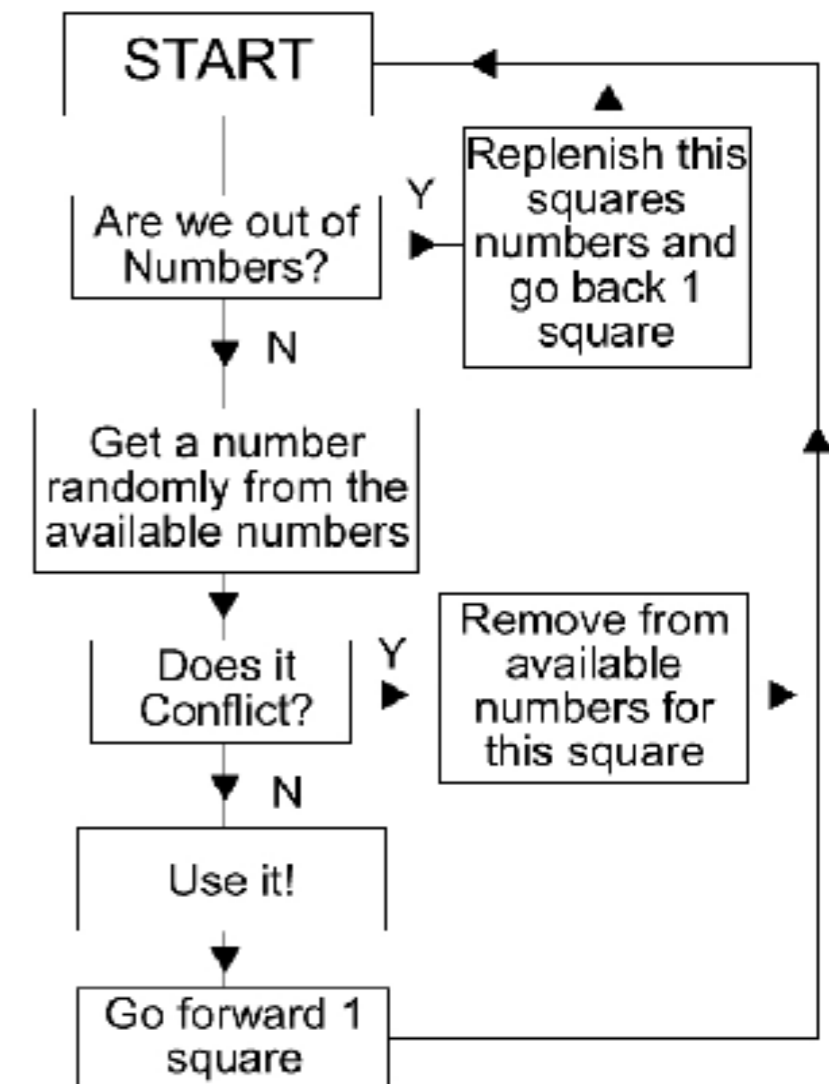 START
Are we out of
Numbers?
Y
Replenish this
squares
numbers and
go back 1
square
N
Get a number
randomly from the
available numbers
Does it
Conflict?
Y
Remove from
available
numbers for
this square
N
Use it!
Go forward 1
square